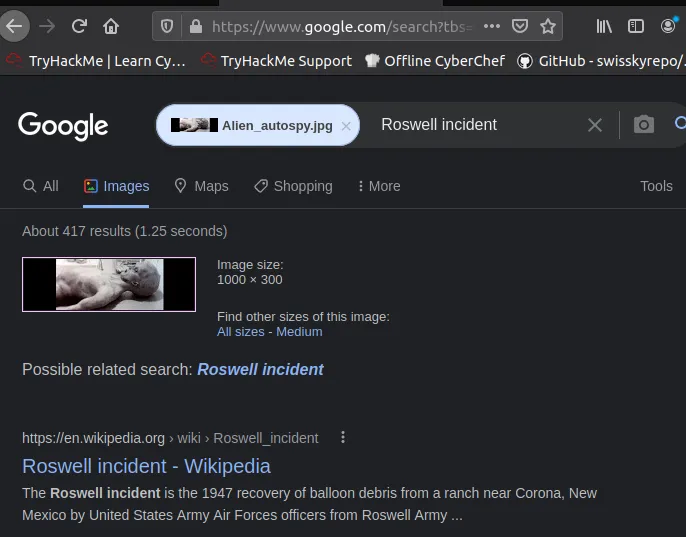 https://www.google.com/search?tbs=
TryHackMe | Learn Cy… TryHackMe Support Offline CyberChef GitHub - swisskyrepo/
Google Alien_autospy.jpg Roswell incident
All Images Maps Shopping More Tools
About 417 results (1.25 seconds)
Image size:
1000 × 300
Find other sizes of this image:
All sizes - Medium
Possible related search: Roswell incident
https://en.wikipedia.org › wiki › Roswell_incident
Roswell incident - Wikipedia
The Roswell incident is the 1947 recovery of balloon debris from a ranch near Corona, New
Mexico by United States Army Air Forces officers from Roswell Army ...